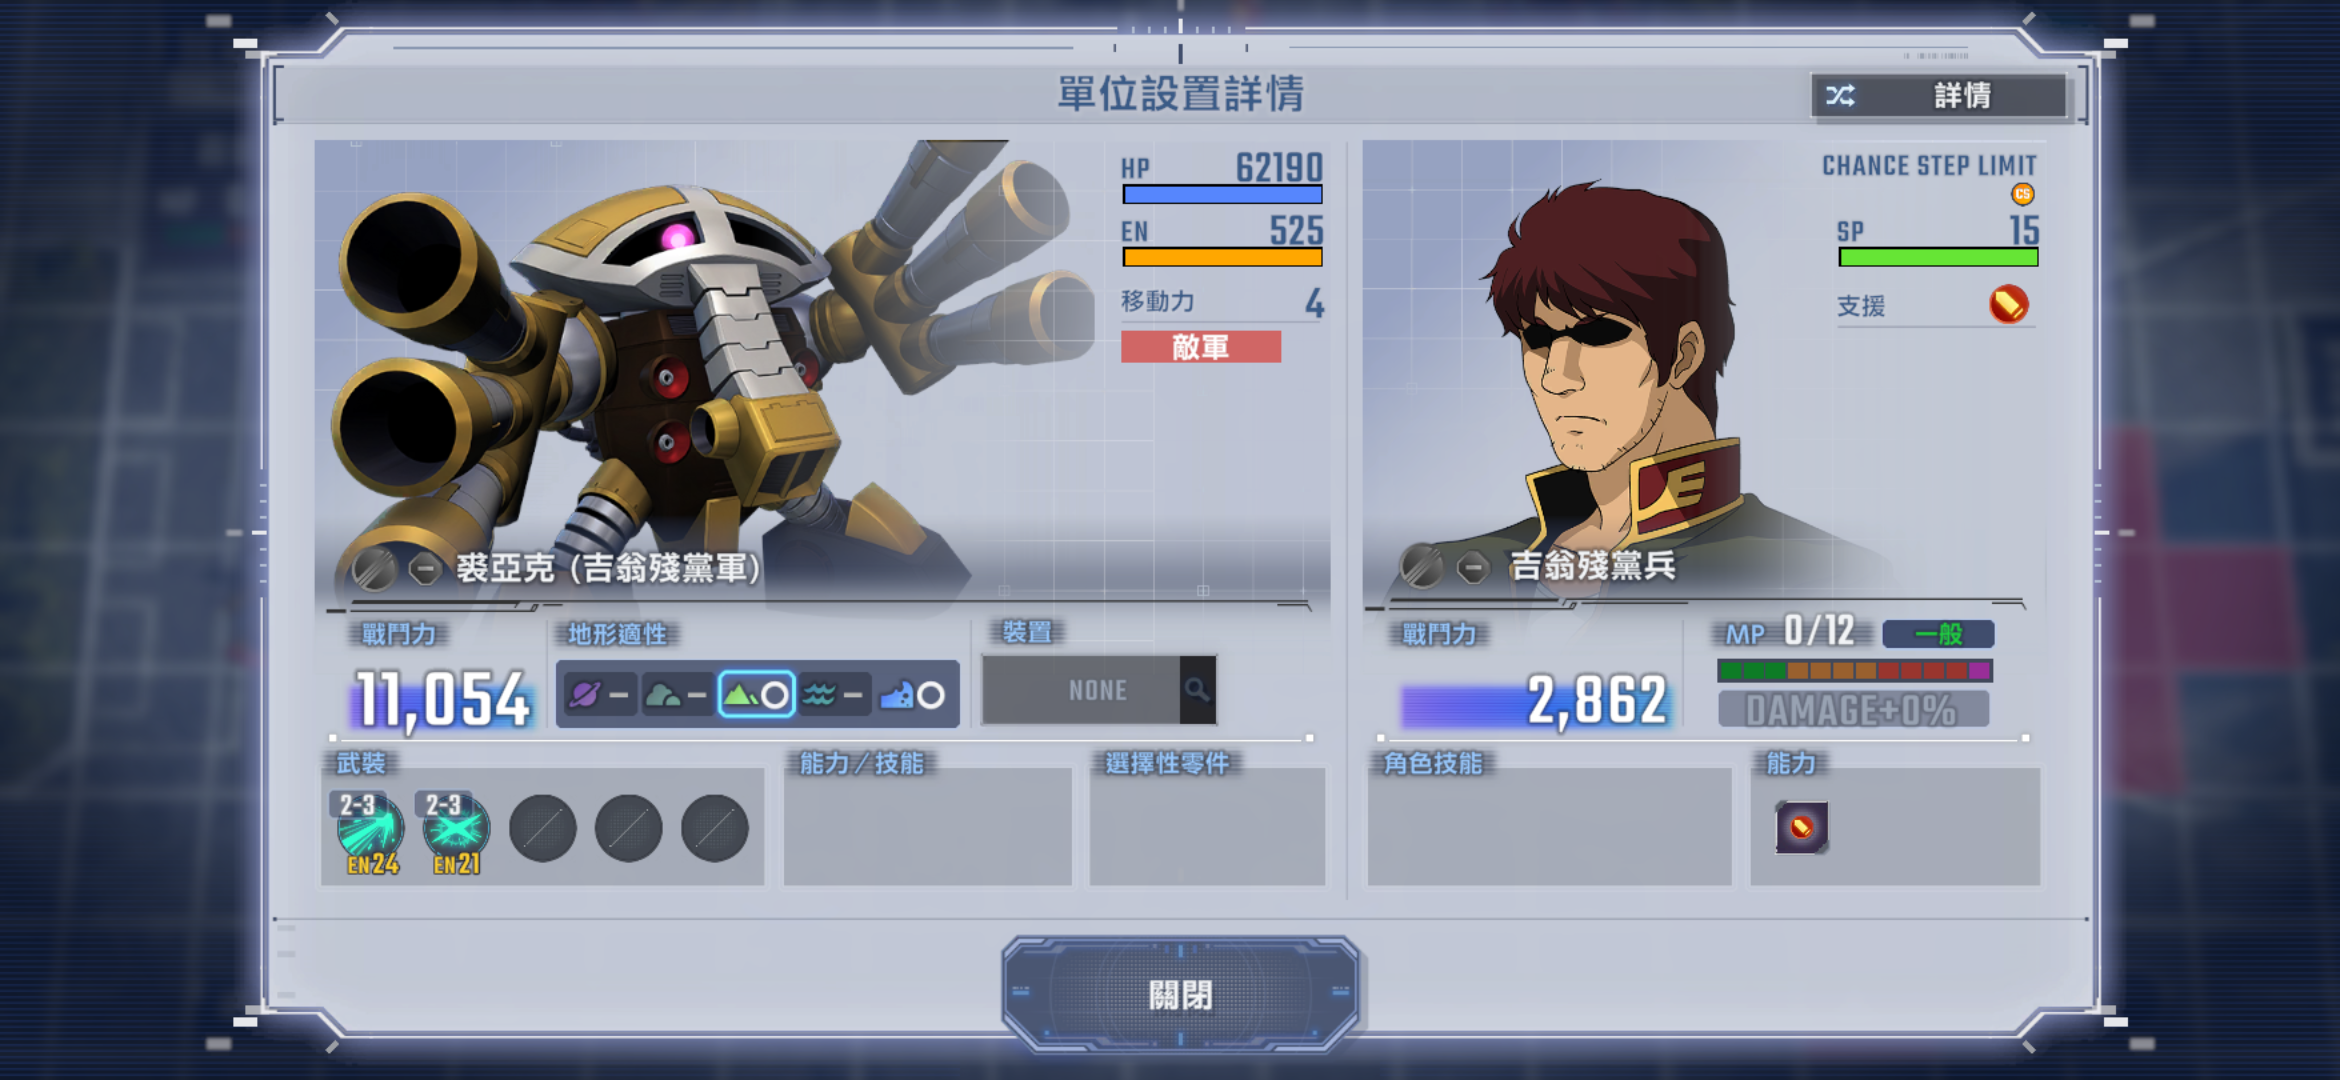 單位設置詳情
詳情
HP 62190
EN 525
移動力 4
敵軍
裘亞克 (吉翁殘黨軍)
戰鬥力
11,054
地形適性
裝置
NONE
武裝
2-3
EN24
2-3
EN21
能力/技能
選擇性零件
CHANCE STEP LIMIT
CS
SP 15
支援
吉翁殘黨兵
戰鬥力
2,862
MP 0/12 一般
DAMAGE+0%
角色技能
能力
關閉